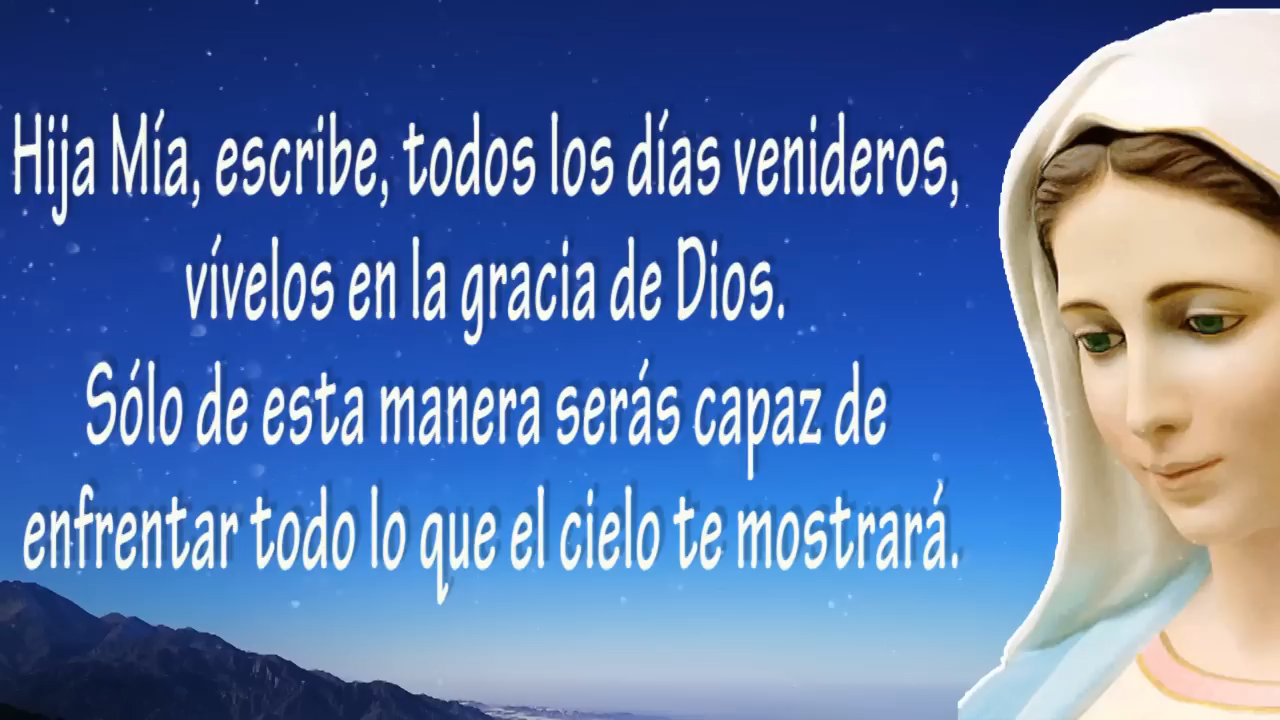 Hija Mía, escribe, todos los días venideros,
vívelos en la gracia de Dios.
Sólo de esta manera serás capaz de
enfrentar todo lo que el cielo te mostrará.